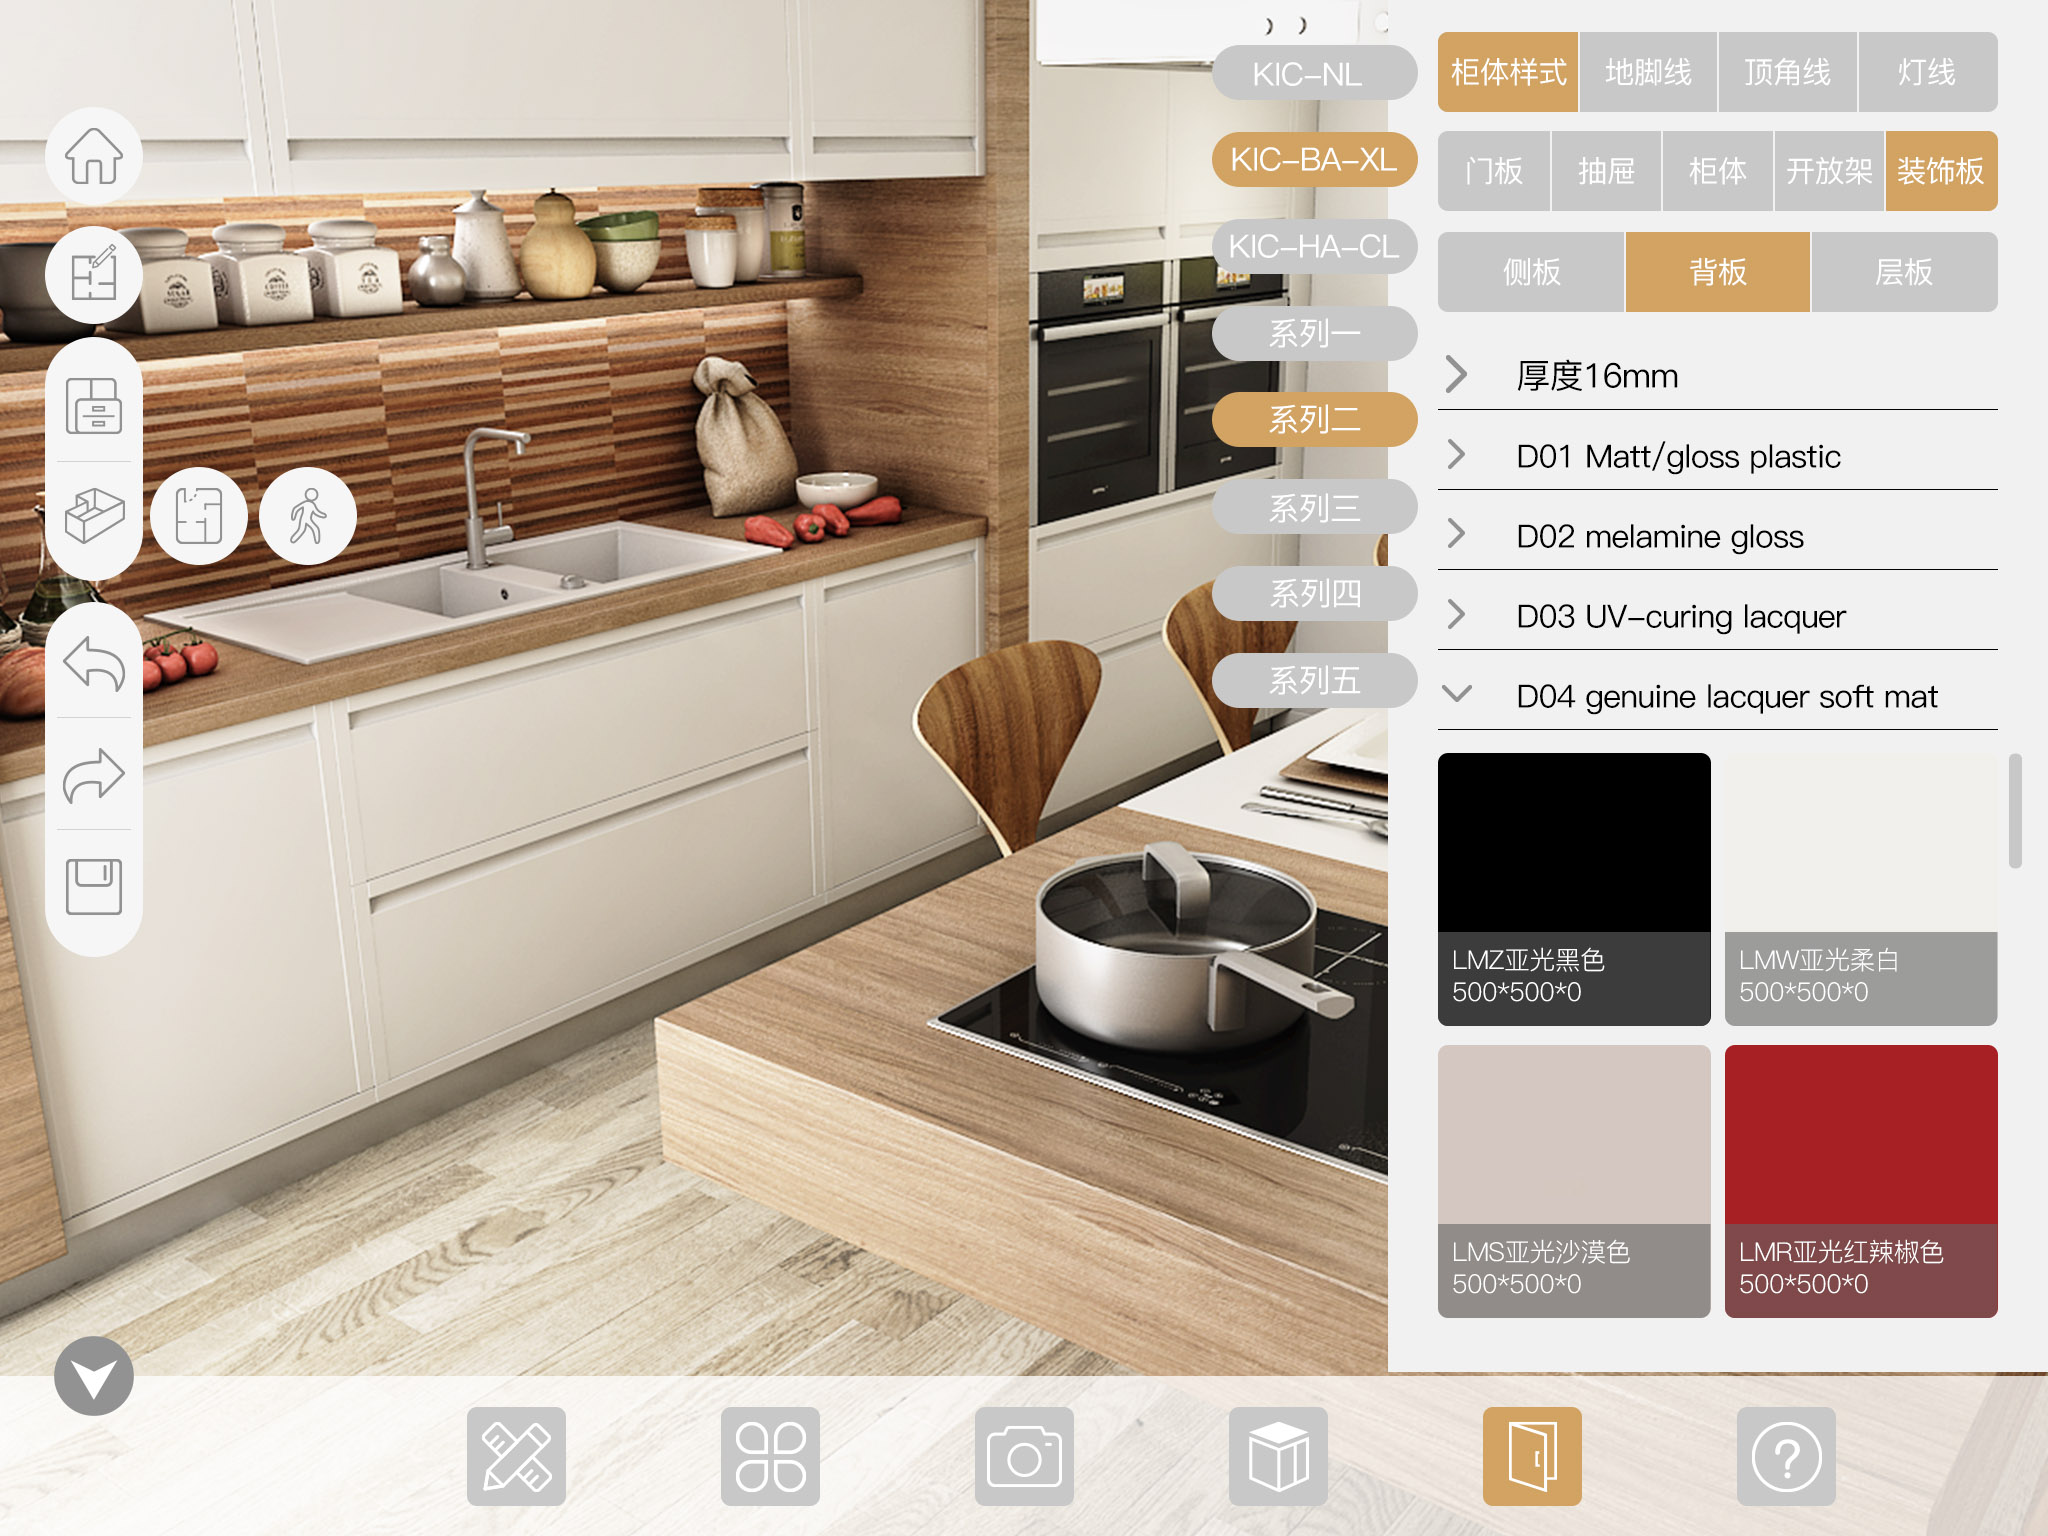 KIC-NL
KIC-BA-XL
KIC-HA-CL
系列一
系列二
系列三
系列四
系列五
柜体样式
地脚线
顶角线
灯线
门板
抽屉
柜体
开放架
装饰板
侧板
背板
层板
厚度16mm
D01 Matt/gloss plastic
D02 melamine gloss
D03 UV-curing lacquer
D04 genuine lacquer soft mat
LMZ亚光黑色
500*500*0
LMW亚光柔白
500*500*0
LMS亚光沙漠色
500*500*0
LMR亚光红辣椒色
500*500*0